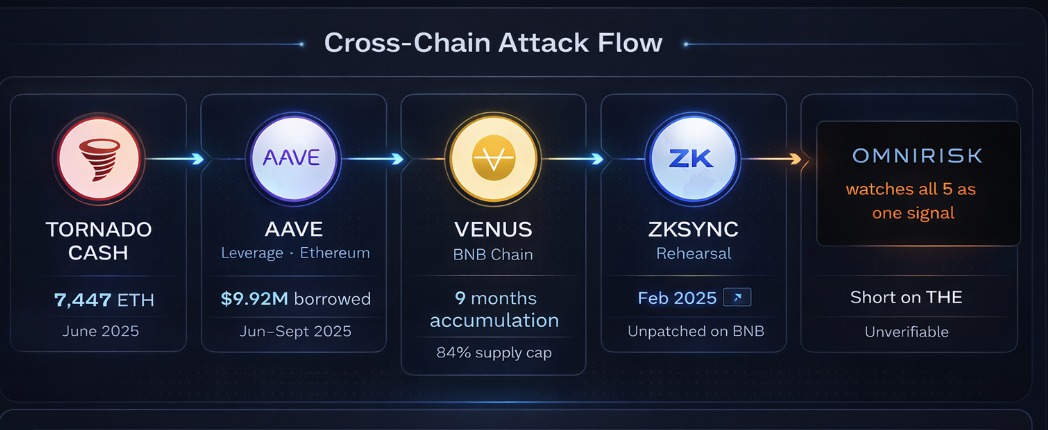 Cross-Chain Attack Flow
AAVE
ZK
TORNADO
CASH
7,447 ETH
June 2025
AAVE
Leverage · Ethereum
$9.92M borrowed
Jun–Sept 2025
VENUS
BNB Chain
9 months
accumulation
84% supply cap
ZKSYNC
Rehearsal
Feb 2025
Unpatched on BNB
OMNIRISK
watches all 5 as
one signal
Short on THE
Unverifiable